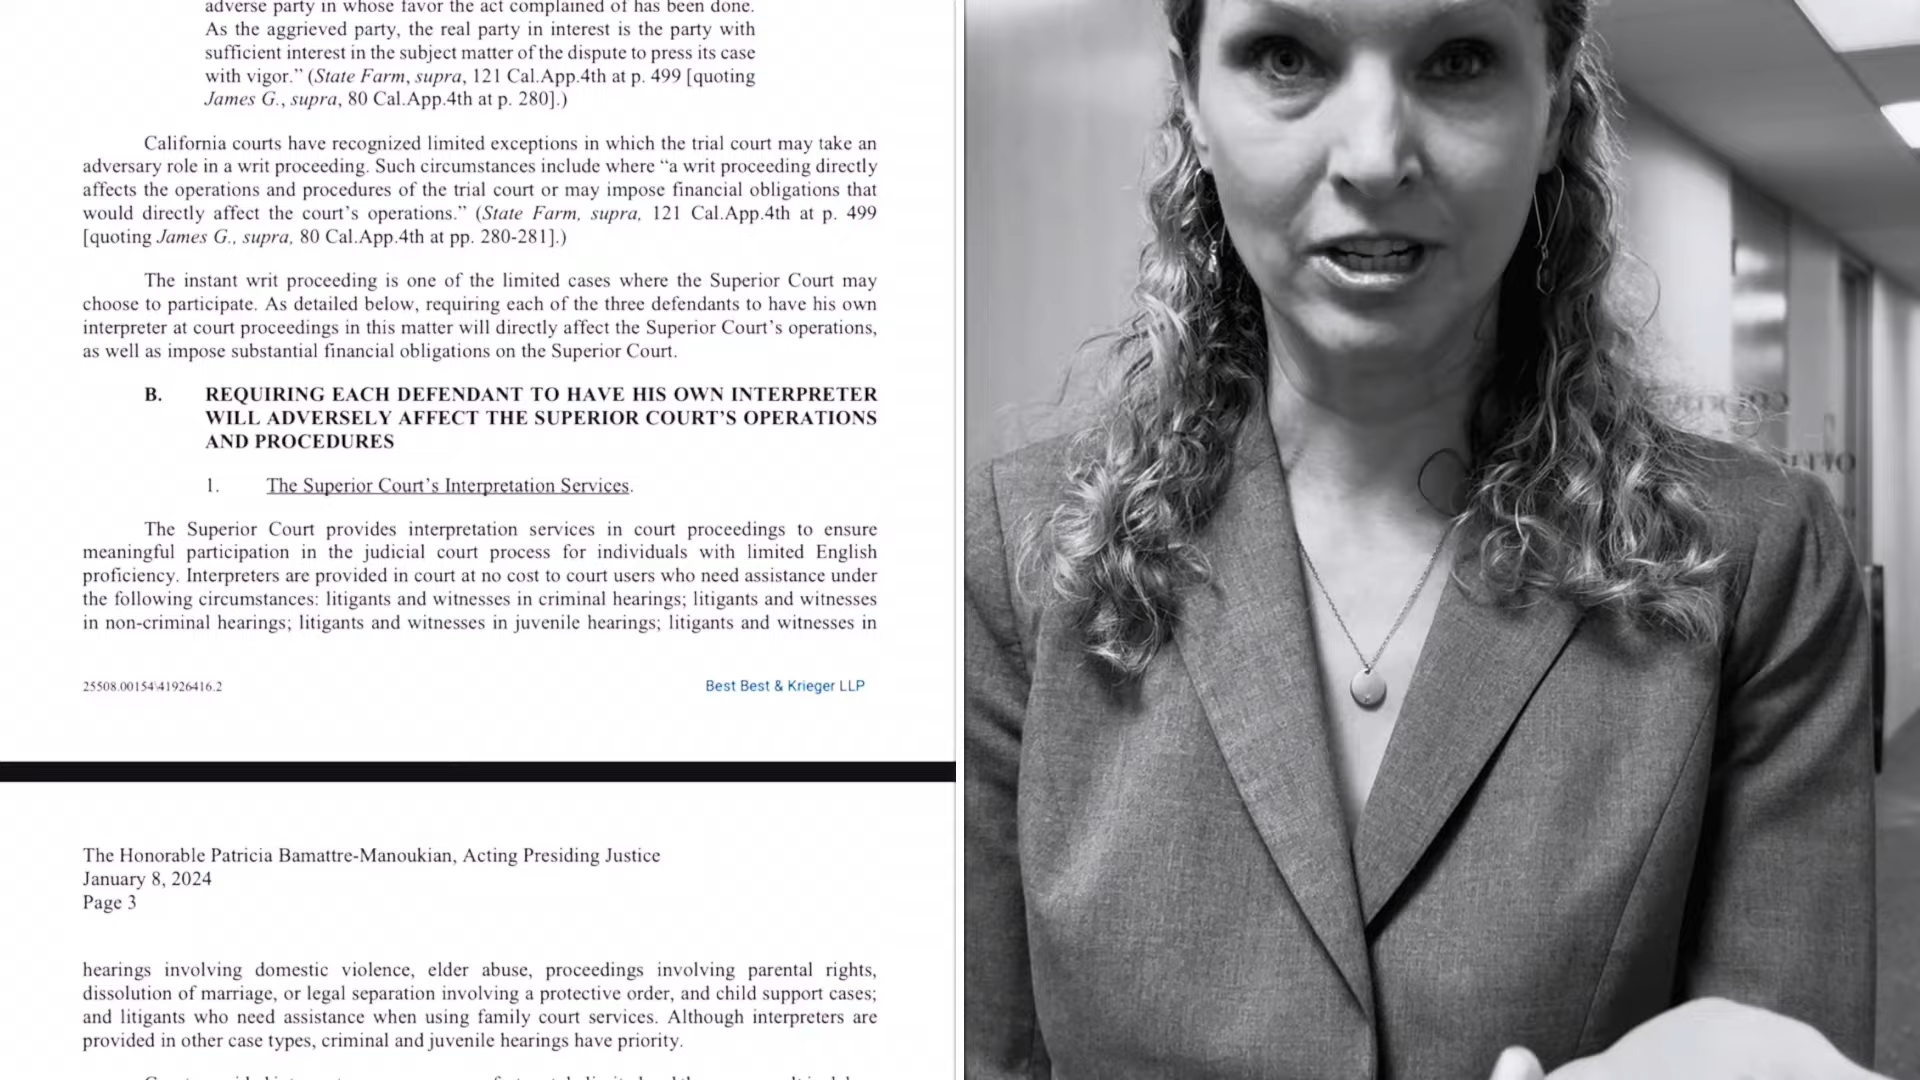 adverse party in whose favor the act complained of has been done.
As the aggrieved party, the real party in interest is the party with
sufficient interest in the subject matter of the dispute to press its case
with vigor.” (State Farm, supra, 121 Cal.App.4th at p. 499 [quoting
James G., supra, 80 Cal.App.4th at p. 280].)
California courts have recognized limited exceptions in which the trial court may take an
adversary role in a writ proceeding. Such circumstances include where “a writ proceeding directly
affects the operations and procedures of the trial court or may impose financial obligations that
would directly affect the court’s operations.” (State Farm, supra, 121 Cal.App.4th at p. 499
[quoting James G., supra, 80 Cal.App.4th at pp. 280-281].)
The instant writ proceeding is one of the limited cases where the Superior Court may
choose to participate. As detailed below, requiring each of the three defendants to have his own
interpreter at court proceedings in this matter will directly affect the Superior Court’s operations,
as well as impose substantial financial obligations on the Superior Court.
B. REQUIRING EACH DEFENDANT TO HAVE HIS OWN INTERPRETER
WILL ADVERSELY AFFECT THE SUPERIOR COURT’S OPERATIONS
AND PROCEDURES
1. The Superior Court’s Interpretation Services.
The Superior Court provides interpretation services in court proceedings to ensure
meaningful participation in the judicial court process for individuals with limited English
proficiency. Interpreters are provided in court at no cost to court users who need assistance under
the following circumstances: litigants and witnesses in criminal hearings; litigants and witnesses
in non-criminal hearings; litigants and witnesses in juvenile hearings; litigants and witnesses in
25508.00154\41926416.2
Best Best & Krieger LLP
The Honorable Patricia Bamattre-Manoukian, Acting Presiding Justice
January 8, 2024
Page 3
hearings involving domestic violence, elder abuse, proceedings involving parental rights,
dissolution of marriage, or legal separation involving a protective order, and child support cases;
and litigants who need assistance when using family court services. Although interpreters are
provided in other case types, criminal and juvenile hearings have priority.